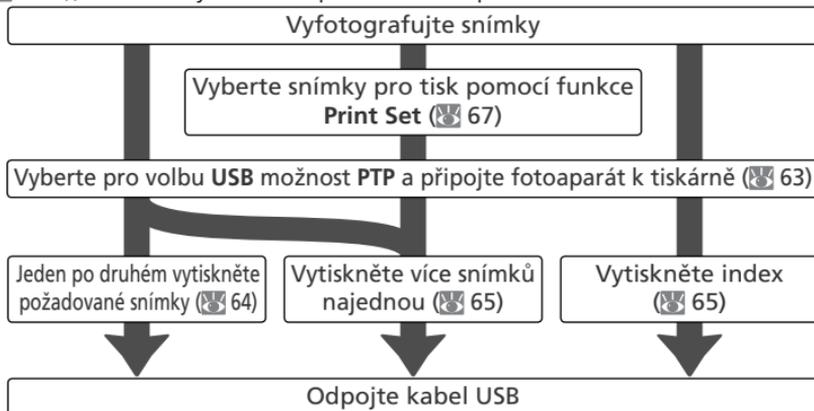 Vyfotografujte snímky
Vyberte snímky pro tisk pomocí funkce
Print Set (67)
Vyberte pro volbu USB možnost PTP a připojte fotoaparát k tiskárně (63)
Jeden po druhém vytiskněte
požadované snímky (64)
Vytiskněte více snímků
najednou (65)
Vytiskněte index
(65)
Odpojte kabel USB